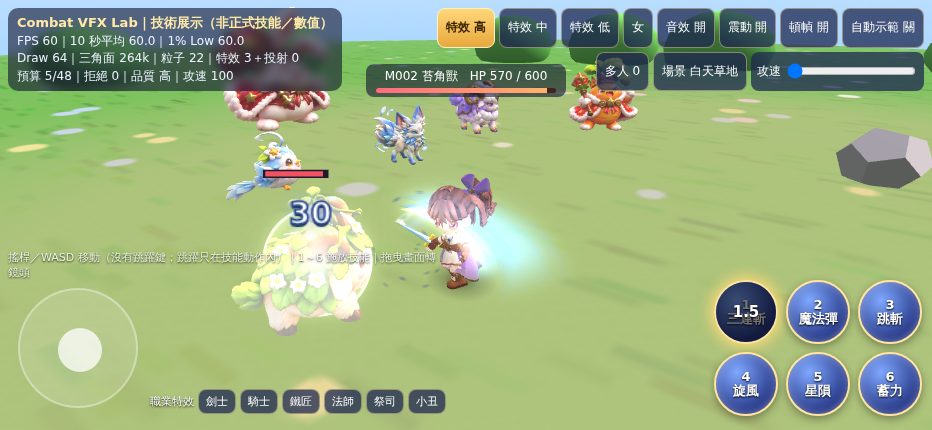 Combat VFX Lab｜技術展示（非正式技能／數值）
FPS 60｜10 秒平均 60.0｜1% Low 60.0
Draw 64｜三角面 264k｜粒子 22｜特效 3＋投射 0
預算 5/48｜拒絕 0｜品質 高｜攻速 100
特效 高
特效 中
特效 低
女
音效 開
震動 開
頓幀 開
自動示範 關
多人 0
場景 白天草地
攻速
M002 苔角獸 HP 570 / 600
30
搖桿／WASD 移動（沒有跳躍鍵；跳躍只在技能動作內）｜1～6 施放技能｜拖曳畫面轉
鏡頭
1.5
三連斬
2
魔法彈
3
跳斬
4
旋風
5
星隕
6
蓄力
職業特效
劍士
騎士
鐵匠
法師
祭司
小丑